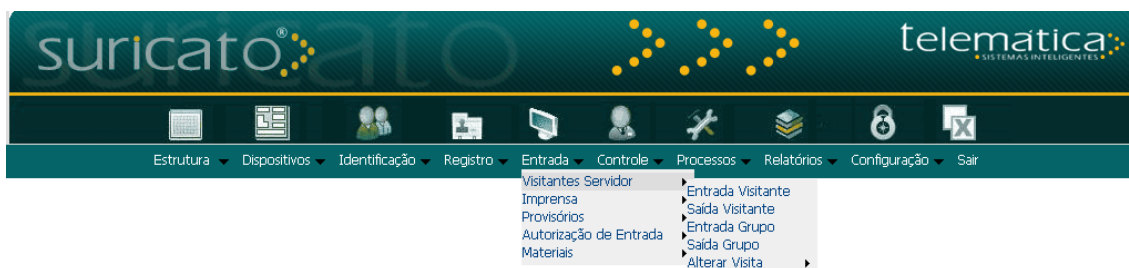 suricato®
telemática
SISTEMAS INTELIGENTES
Estrutura Dispositivos Identificação Registro Entrada Controle Processos Relatórios Configuração Sair
Visitantes Servidor
Imprensa
Provisórios
Autorização de Entrada
Materiais
Entrada Visitante
Saída Visitante
Entrada Grupo
Saída Grupo
Alterar Visita